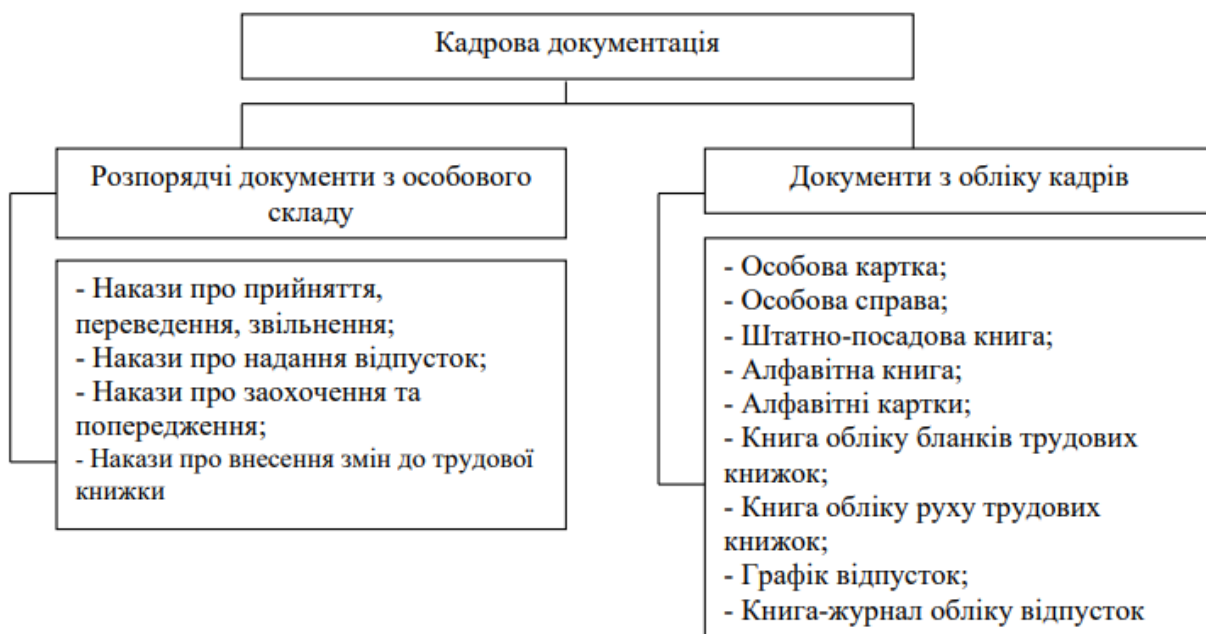 Кадрова документація
Розпорядчі документи з особового
складу
- Накази про прийняття,
переведення, звільнення;
- Накази про надання відпусток;
- Накази про заохочення та
попередження;
- Накази про внесення змін до трудової
книжки
Документи з обліку кадрів
- Особова картка;
- Особова справа;
- Штатно-посадова книга;
- Алфавітна книга;
- Алфавітні картки;
- Книга обліку бланків трудових
книжок;
- Книга обліку руху трудових
книжок;
- Графік відпусток;
- Книга-журнал обліку відпусток